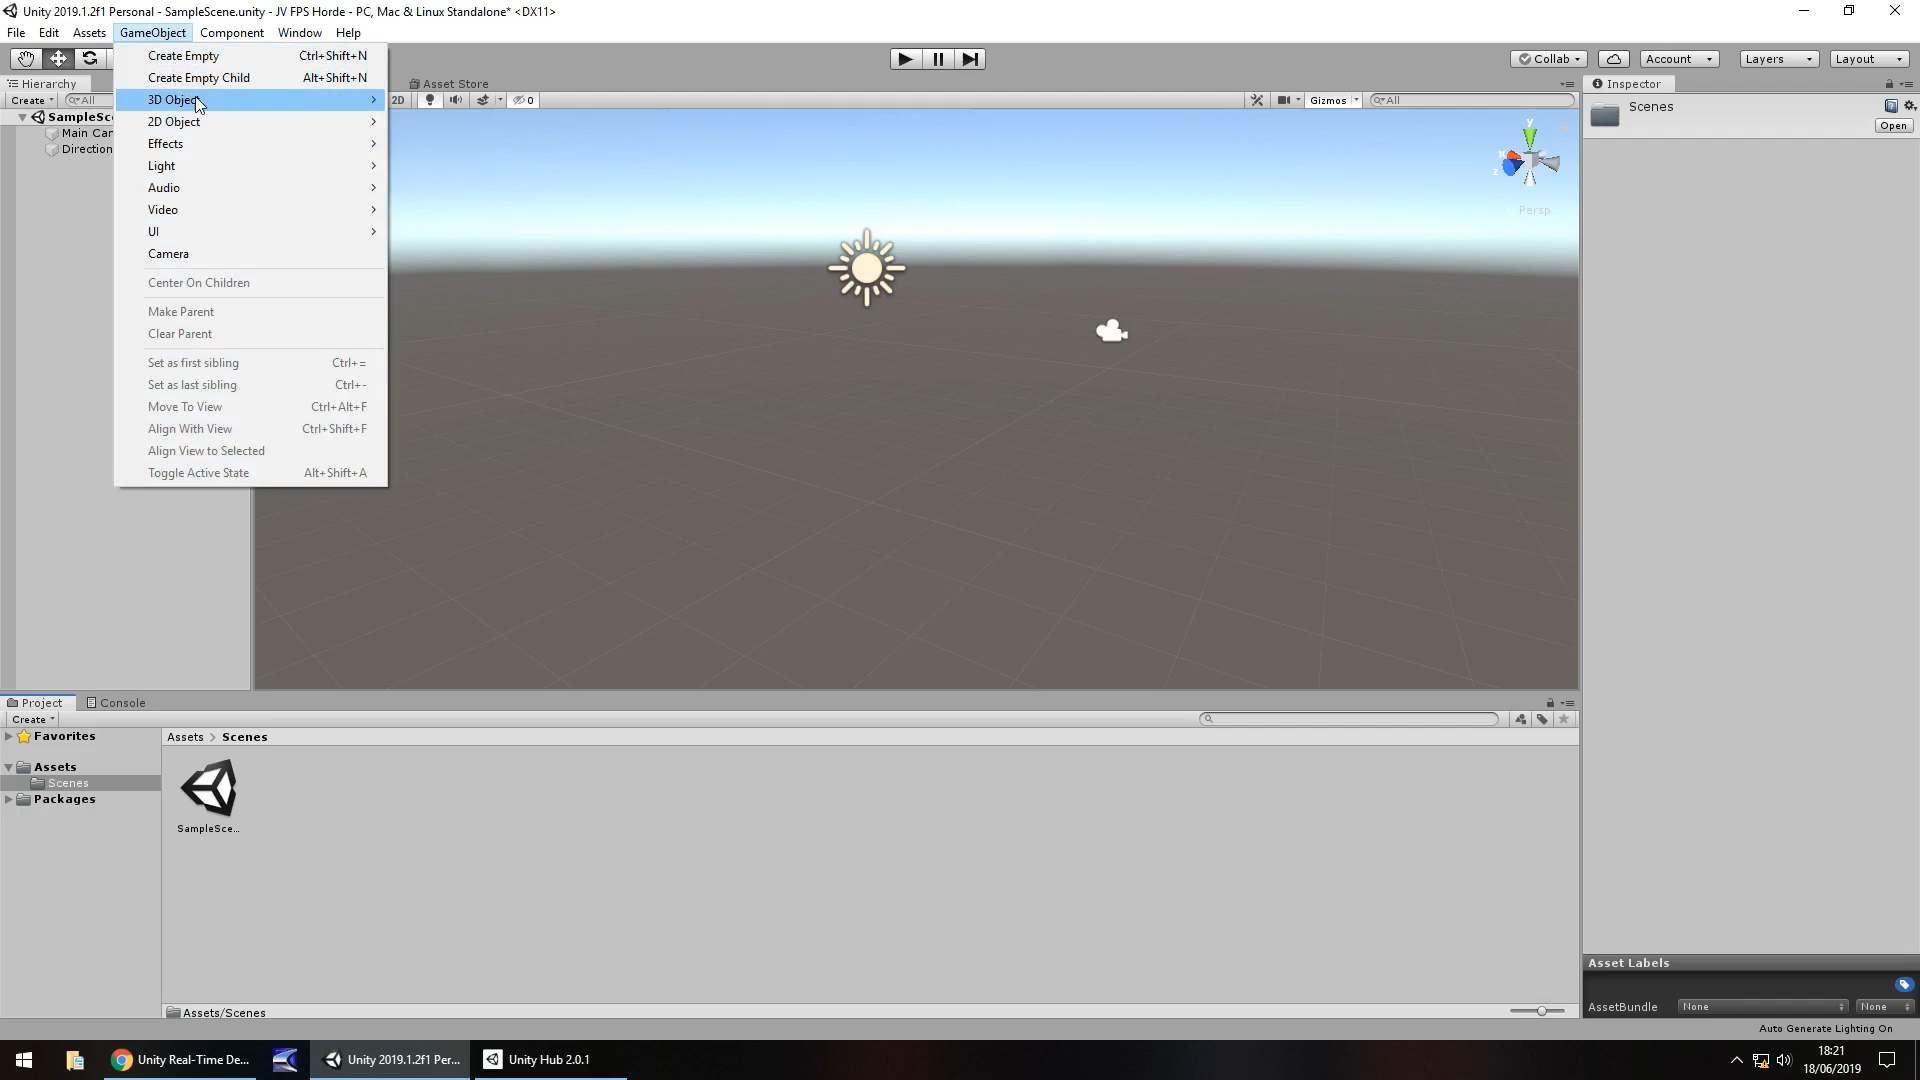 Unity 2019.1.2f1 Personal - SampleScene.unity - JV FPS Horde - PC, Mac & Linux Standalone* <DX11>
File Edit Assets GameObject Component Window Help
Create Empty Ctrl+Shift+N
Create Empty Child Alt+Shift+N
3D Object
2D Object
Effects
Light
Audio
Video
UI
Camera
Center On Children
Make Parent
Clear Parent
Set as first sibling Ctrl+=
Set as last sibling Ctrl+-
Move To View Ctrl+Alt+F
Align With View Ctrl+Shift+F
Align View to Selected
Toggle Active State Alt+Shift+A
Collab Account Layers Layout
Hierarchy
Create All
SampleSc
Main Car
Direction
Asset Store
2D 0 Gizmos All
y
x
z
Persp
Inspector
Scenes
Open
Project Console
Create
Favorites
Assets
Scenes
Packages
Assets > Scenes
SampleSce...
Assets/Scenes
Asset Labels
AssetBundle None None
Auto Generate Lighting On
Unity Real-Time De... Unity 2019.1.2f1 Per... Unity Hub 2.0.1
18:21
18/06/2019